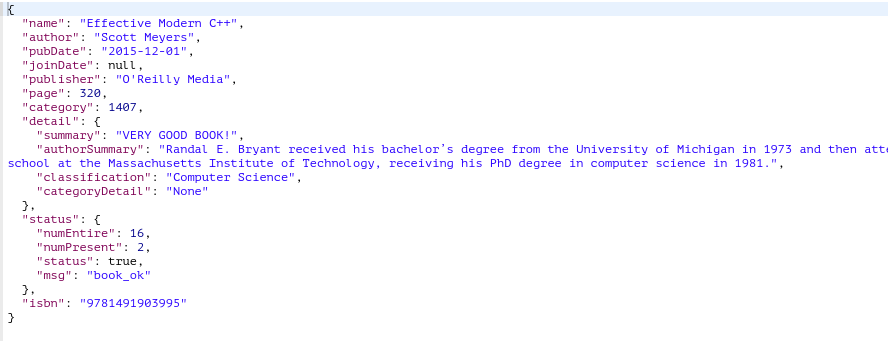 {
  "name": "Effective Modern C++",
  "author": "Scott Meyers",
  "pubDate": "2015-12-01",
  "joinDate": null,
  "publisher": "O'Reilly Media",
  "page": 320,
  "category": 1407,
  "detail": {
    "summary": "VERY GOOD BOOK!",
    "authorSummary": "Randal E. Bryant received his bachelor’s degree from the University of Michigan in 1973 and then
school at the Massachusetts Institute of Technology, receiving his PhD degree in computer science in 1981.",
    "classification": "Computer Science",
    "categoryDetail": "None"
  },
  "status": {
    "numEntire": 16,
    "numPresent": 2,
    "status": true,
    "msg": "book_ok"
  },
  "isbn": "9781491903995"
}